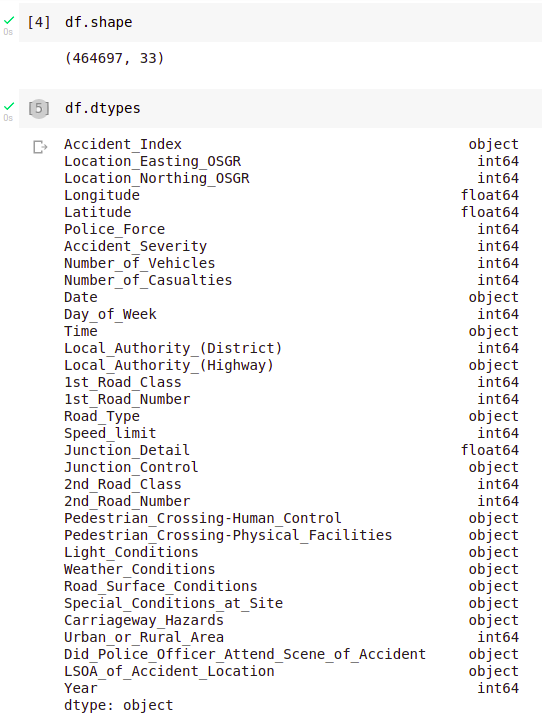 0s
[4] df.shape
(464697, 33)
0s
[5] df.dtypes
Accident_Index object
Location_Easting_OSGR int64
Location_Northing_OSGR int64
Longitude float64
Latitude float64
Police_Force int64
Accident_Severity int64
Number_of_Vehicles int64
Number_of_Casualties int64
Date object
Day_of_Week int64
Time object
Local_Authority_(District) int64
Local_Authority_(Highway) object
1st_Road_Class int64
1st_Road_Number int64
Road_Type object
Speed_limit int64
Junction_Detail float64
Junction_Control object
2nd_Road_Class int64
2nd_Road_Number int64
Pedestrian_Crossing-Human_Control object
Pedestrian_Crossing-Physical_Facilities object
Light_Conditions object
Weather_Conditions object
Road_Surface_Conditions object
Special_Conditions_at_Site object
Carriageway_Hazards object
Urban_or_Rural_Area int64
Did_Police_Officer_Attend_Scene_of_Accident object
LSOA_of_Accident_Location object
Year int64
dtype: object